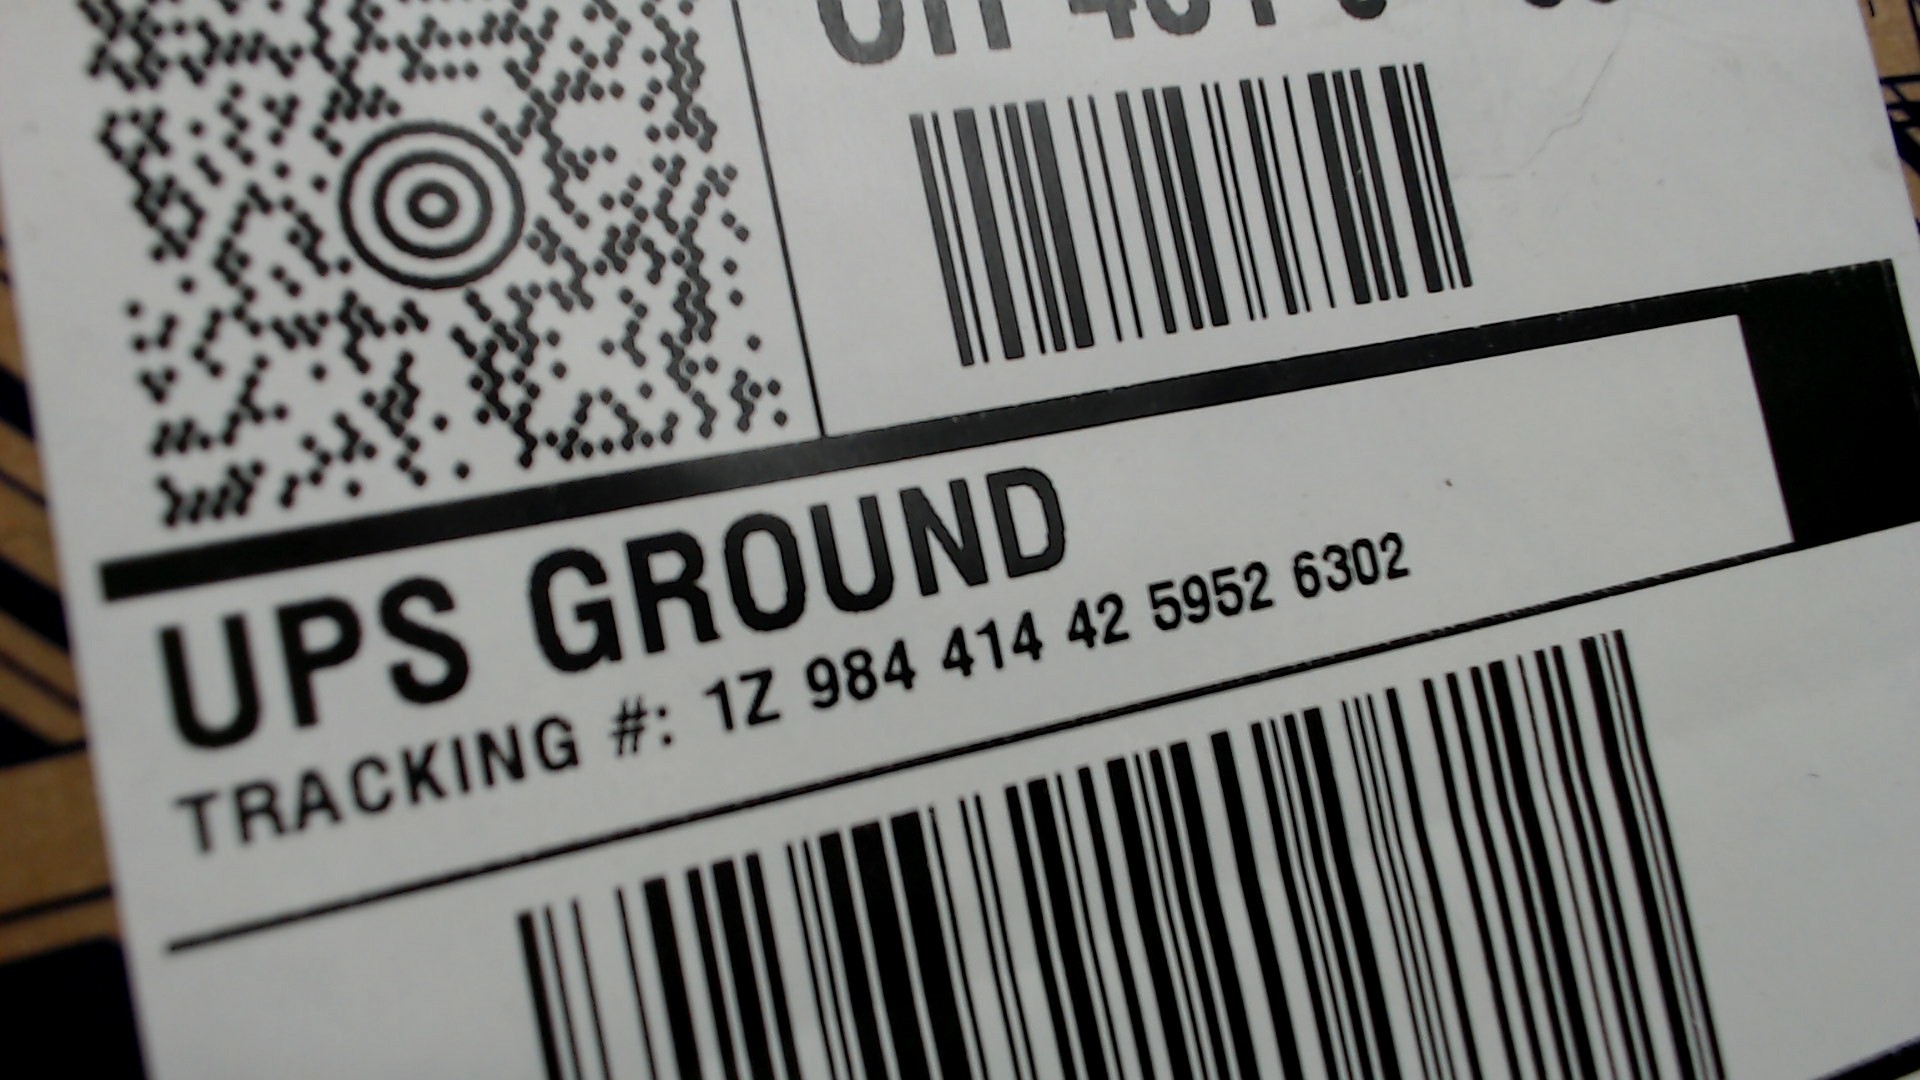 UPS GROUND
TRACKING #: 1Z 984 414 42 5952 6302